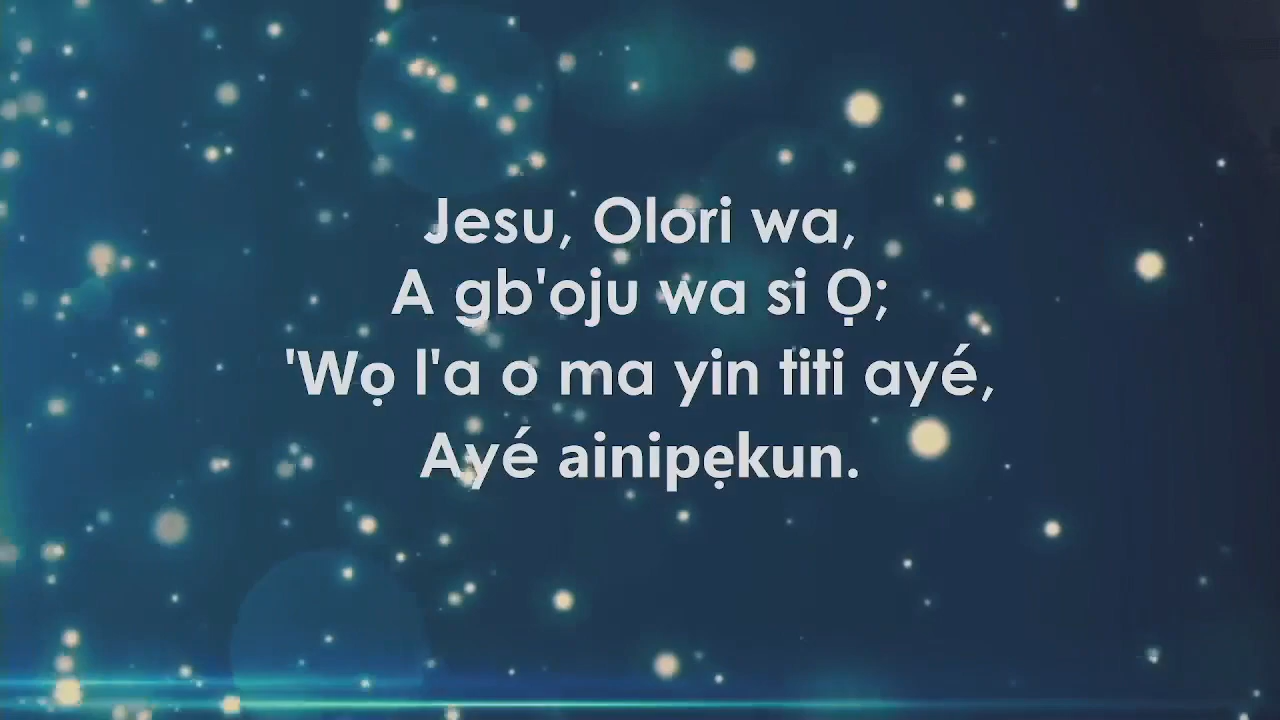 Jesu, Olori wa,
A gb'oju wa si Ọ;
'Wọ l'a o ma yin titi ayé,
Ayé ainipẹkun.